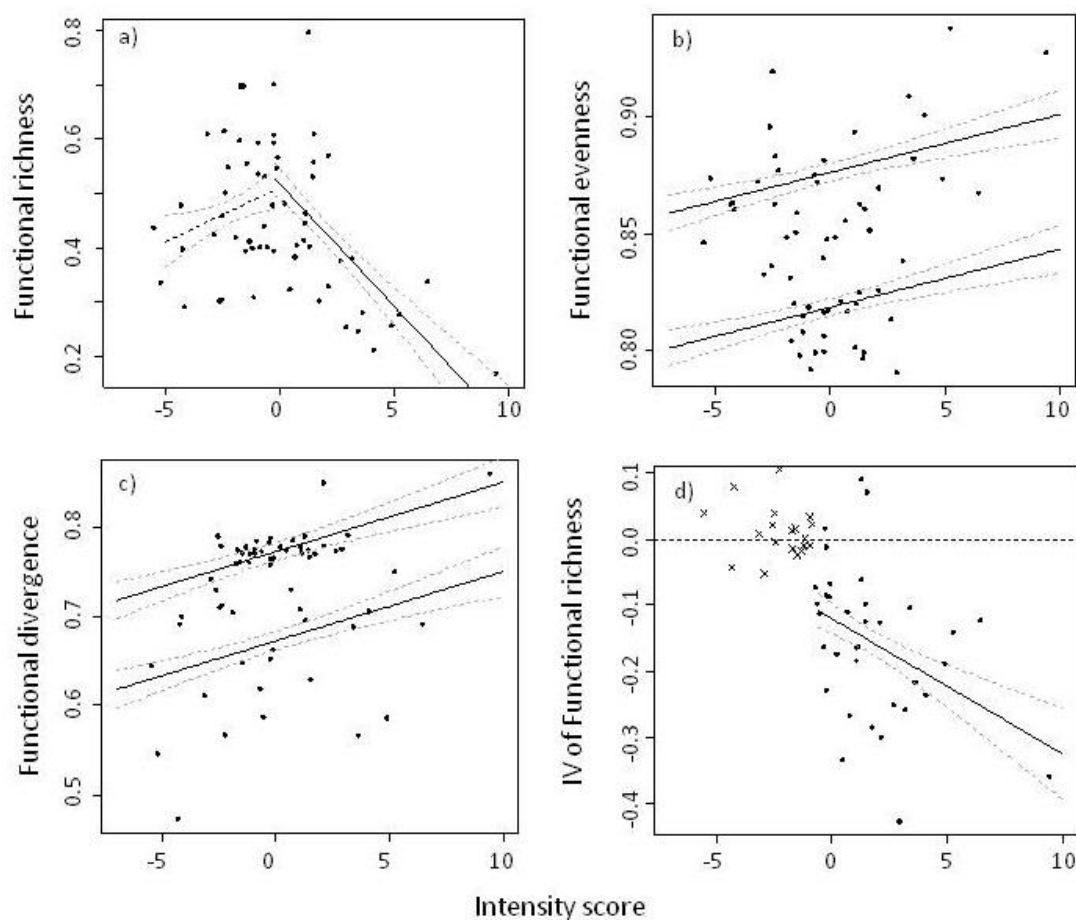 a)
Functional richness
0.2 0.4 0.6 0.8
-5 0 5 10
b)
Functional evenness
0.80 0.85 0.90
-5 0 5 10
c)
Functional divergence
0.5 0.6 0.7 0.8
-5 0 5 10
d)
IV of Functional richness
-0.4 -0.3 -0.2 -0.1 0.0 0.1
-5 0 5 10
Intensity score